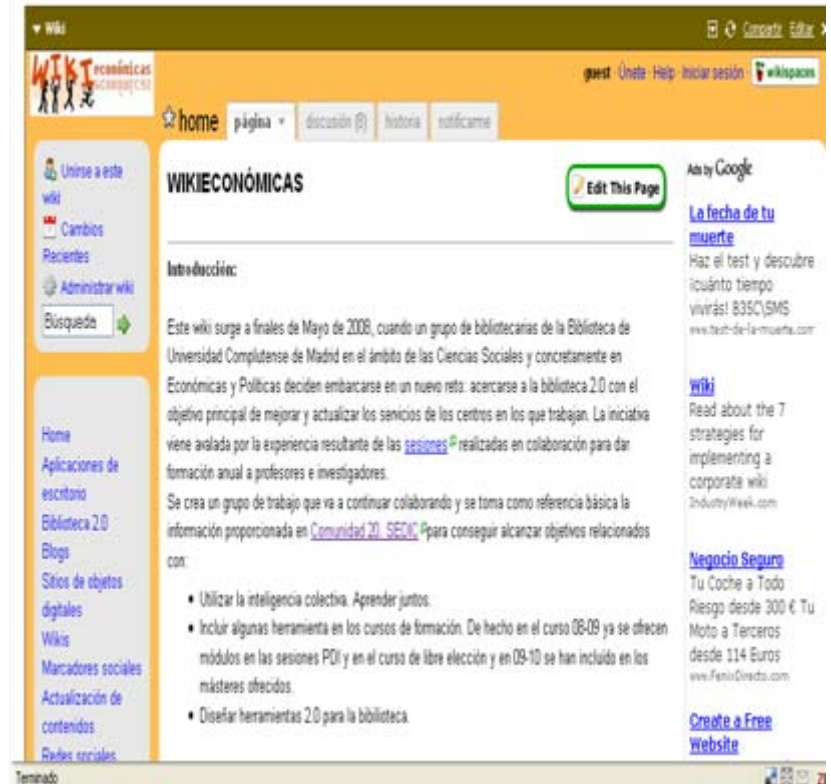 ▾ Wiki
Compartir Editar X
WIKI económicas
guest · Únete · Help · Iniciar sesión · wikispaces
home página discusión (8) historia notifícarme
Unirse a este
wiki
Cambios
Recientes
Administrar wiki
Búsqueda
Home
Aplicaciones de
escritorio
Biblioteca 2.0
Blogs
Sitios de objetos
digitales
Wikis
Marcadores sociales
Actualización de
contenidos
Redes sociales
WIKIECONÓMICAS
Edit This Page
Introducción:
Este wiki surge a finales de Mayo de 2008, cuando un grupo de bibliotecarias de la Biblioteca de
Universidad Complutense de Madrid en el ámbito de las Ciencias Sociales y concretamente en
Económicas y Políticas deciden embarcarse en un nuevo reto: acercarse a la biblioteca 2.0 con el
objetivo principal de mejorar y actualizar los servicios de los centros en los que trabajan. La iniciativa
viene avalada por la experiencia resultante de las sesiones realizadas en colaboración para dar
formación anual a profesores e investigadores.
Se crea un grupo de trabajo que va a continuar colaborando y se toma como referencia básica la
información proporcionada en Comunidad 20. SEDIC para conseguir alcanzar objetivos relacionados
con:
• Utilizar la inteligencia colectiva. Aprender juntos.
• Incluir algunas herramienta en los cursos de formación. De hecho en el curso 08-09 ya se ofrecen
módulos en las sesiones PDI y en el curso de libre elección y en 09-10 se han incluído en los
másteres ofrecidos.
• Diseñar herramientas 2.0 para la bibilioteca.
Ads by Google
La fecha de tu
muerte
Haz el test y descubre
¡cuánto tiempo
vivirás! B35C\SMS
www.test-de-la-muerte.com
Wiki
Read about the 7
strategies for
implementing a
corporate wiki
IndustryWeek.com
Negocio Seguro
Tu Coche a Todo
Riesgo desde 300 € Tu
Moto a Terceros
desde 114 Euros
www.FenixDirecto.com
Create a Free
Website
Terminado